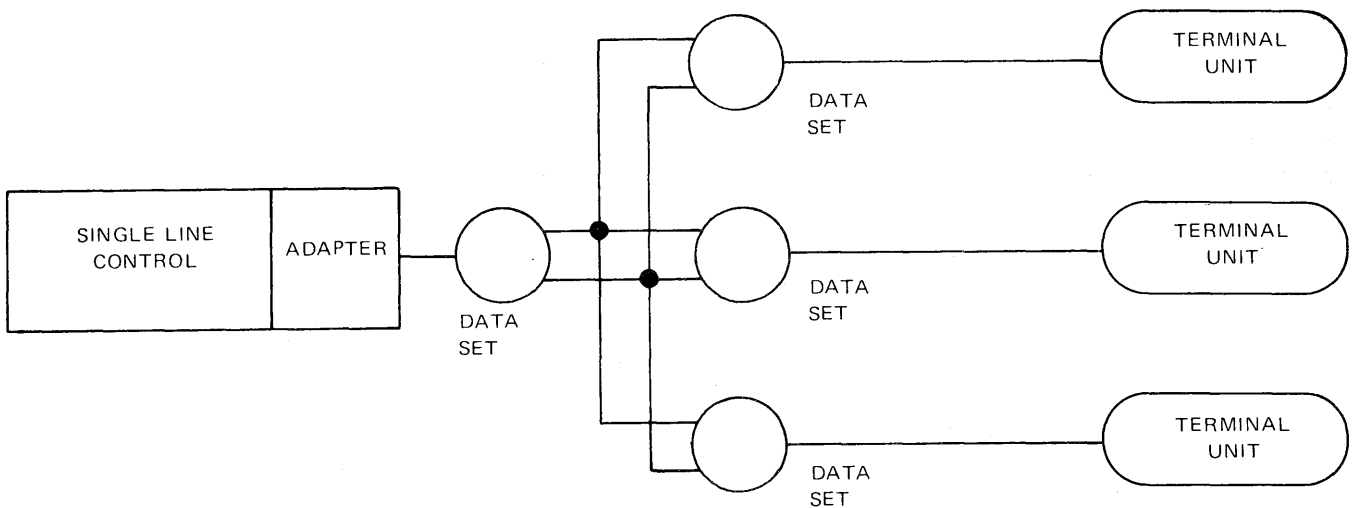 TERMINAL
UNIT
DATA
SET
SINGLE LINE
CONTROL
ADAPTER
DATA
SET
DATA
SET
TERMINAL
UNIT
DATA
SET
TERMINAL
UNIT